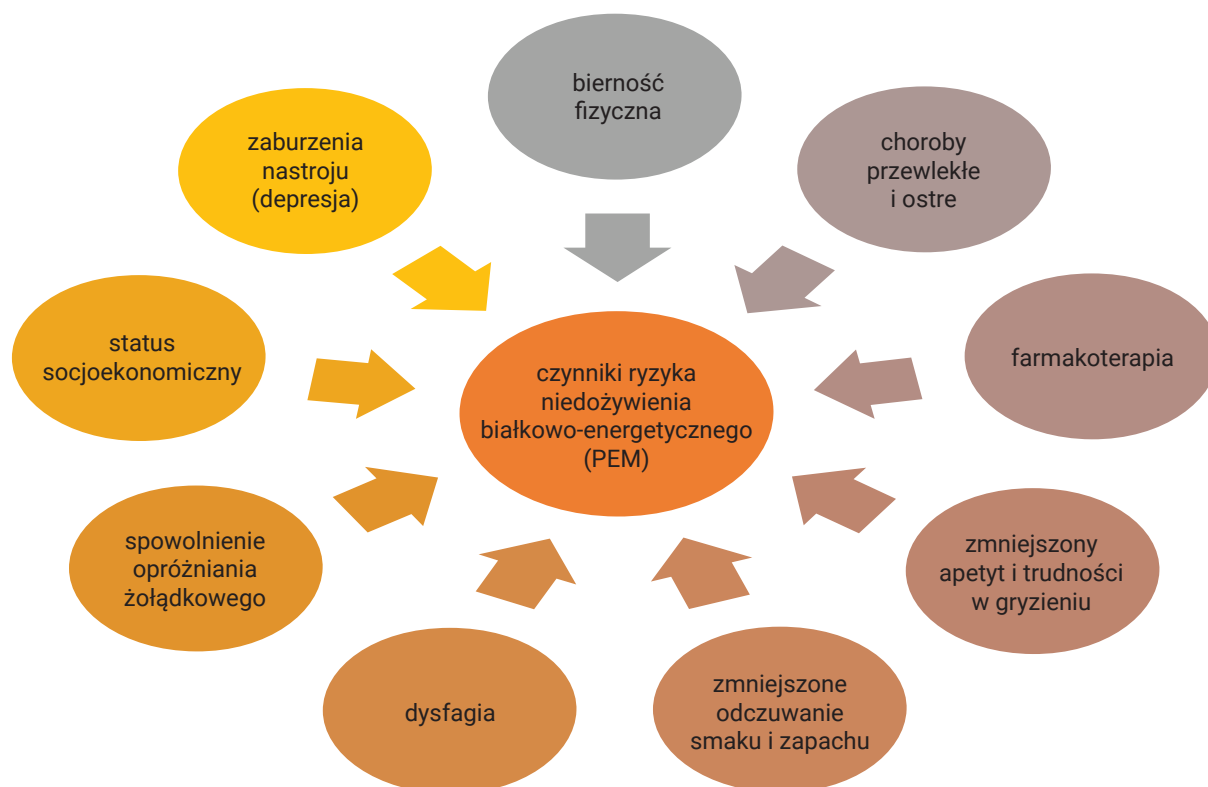 bierność
fizyczna
choroby
przewlekłe
i ostre
farmakoterapia
zmniejszony
apetyt i trudności
w gryzieniu
zmniejszone
odczuwanie
smaku i zapachu
dysfagia
spowolnienie
opróżniania
żołądkowego
status
socjoekonomiczny
zaburzenia
nastroju
(depresja)
czynniki ryzyka
niedożywienia
białkowo-energetycznego
(PEM)